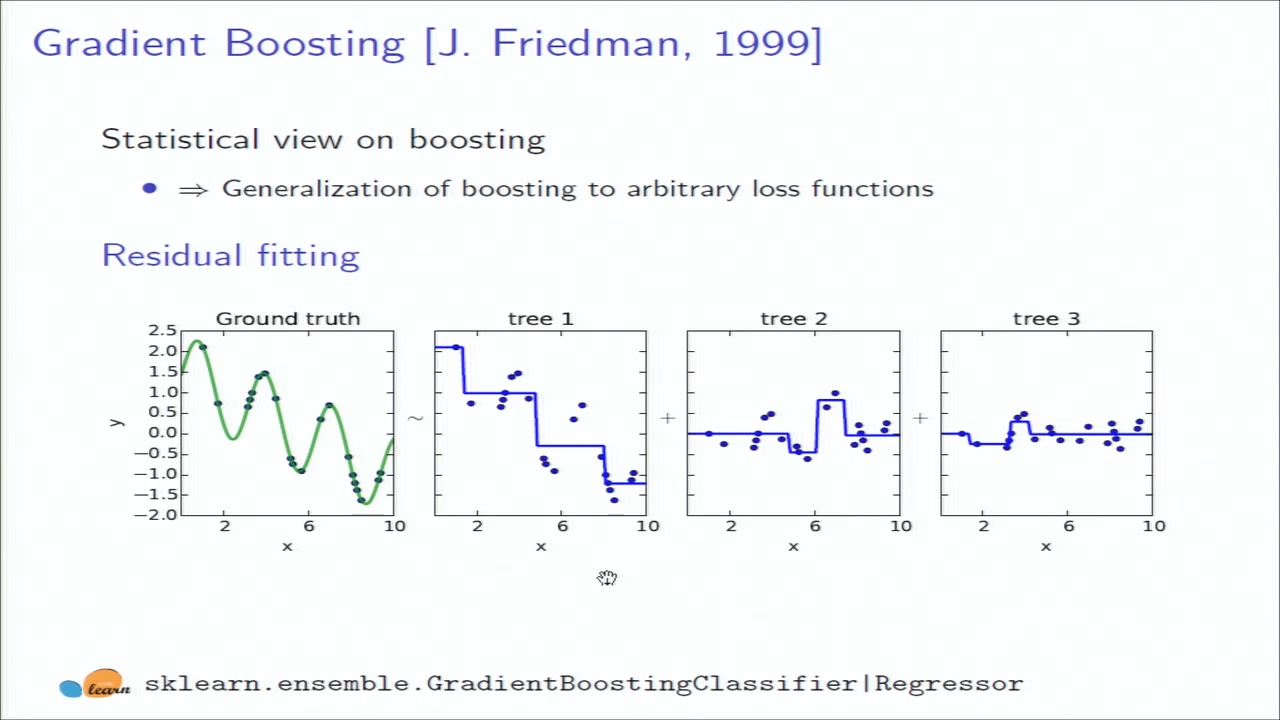 Gradient Boosting [J. Friedman, 1999]
Statistical view on boosting
• ⇒ Generalization of boosting to arbitrary loss functions
Residual fitting
Ground truth
tree 1
tree 2
tree 3
2.5
2.0
1.5
1.0
0.5
0.0
−0.5
−1.0
−1.5
−2.0
y
∼
+
+
2 6 10
2 6 10
2 6 10
2 6 10
x
x
x
x
learn
sklearn.ensemble.GradientBoostingClassifier|Regressor